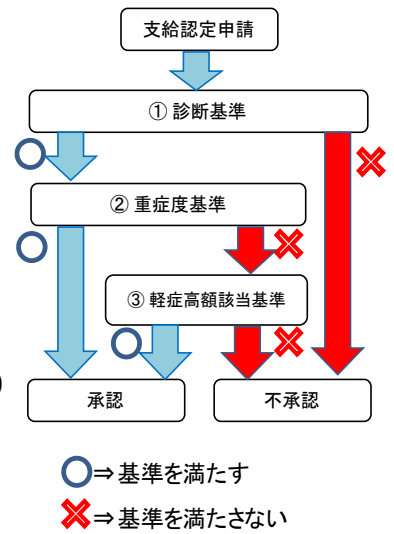 支給認定申請
① 診断基準
② 重症度基準
③ 軽症高額該当基準
承認
不承認
⇒基準を満たす
⇒基準を満たさない